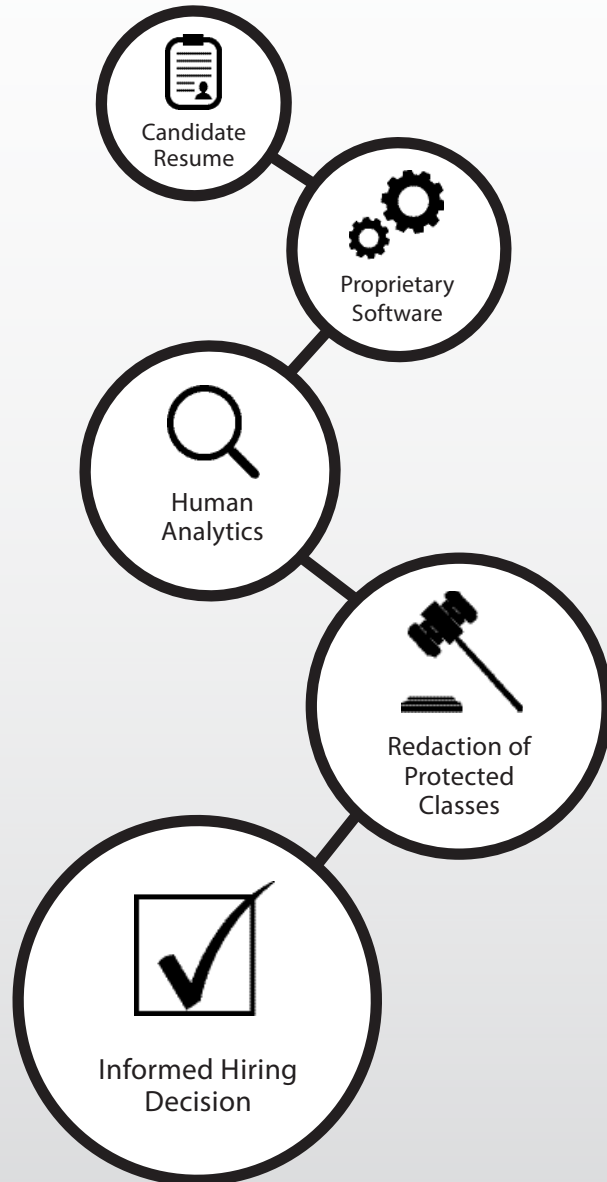 Candidate
Resume
Proprietary
Software
Human
Analytics
Redaction of
Protected
Classes
Informed Hiring
Decision